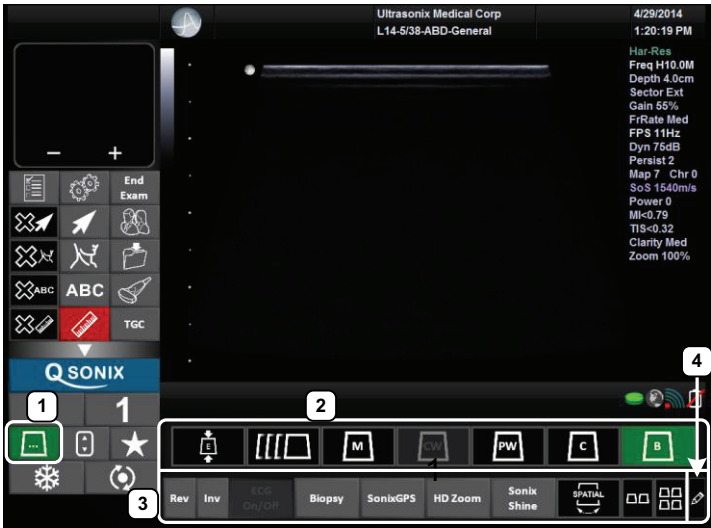 Ultrasonix Medical Corp
L14-5/38-ABD-General
4/29/2014
1:20:19 PM
Har-Res
Freq H10.0M
Depth 4.0cm
Sector Ext
Gain 55%
FrRate Med
FPS 11Hz
Dyn 75dB
Persist 2
Map 7 Chr 0
SoS 1540m/s
Power 0
MI<0.79
TIS<0.32
Clarity Med
Zoom 100%
− +
End
Exam
ABC ABC
TGC
QSONIX
1
1
2
3
4
...
E
M
CW
1
PW
C
B
Rev
Inv
ECG
On/Off
Biopsy
SonixGPS
HD Zoom
Sonix
Shine
SPATIAL